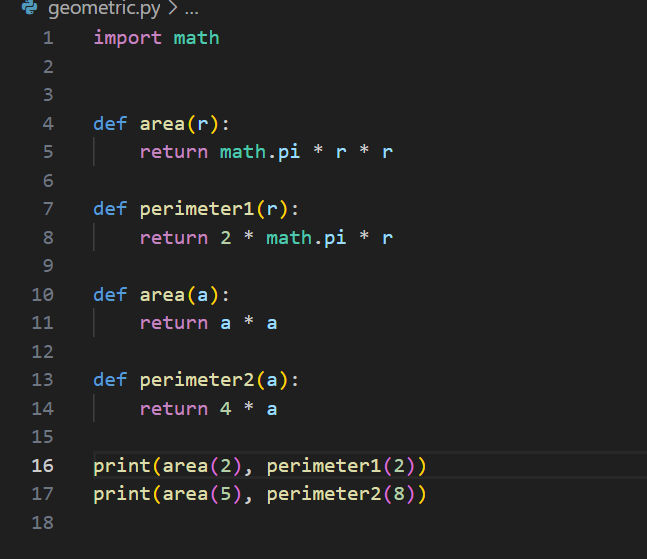 geometric.py > ...
1 import math
2
3
4 def area(r):
5     return math.pi * r * r
6
7 def perimeter1(r):
8     return 2 * math.pi * r
9
10 def area(a):
11     return a * a
12
13 def perimeter2(a):
14     return 4 * a
15
16 print(area(2), perimeter1(2))
17 print(area(5), perimeter2(8))
18